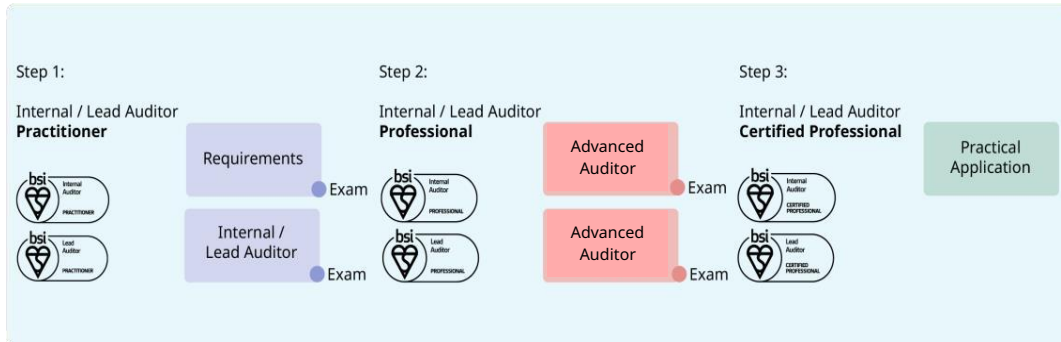 Step 1:
Internal / Lead Auditor
Practitioner
Requirements
Exam
Internal /
Lead Auditor
Exam
bsi
Internal
Auditor
PRACTITIONER
bsi
Lead
Auditor
PRACTITIONER
Step 2:
Internal / Lead Auditor
Professional
Advanced
Auditor
Exam
Advanced
Auditor
Exam
bsi
Internal
Auditor
PROFESSIONAL
bsi
Lead
Auditor
PROFESSIONAL
Step 3:
Internal / Lead Auditor
Certified Professional
Practical
Application
bsi
Internal
Auditor
CERTIFIED
PROFESSIONAL
bsi
Lead
Auditor
CERTIFIED
PROFESSIONAL